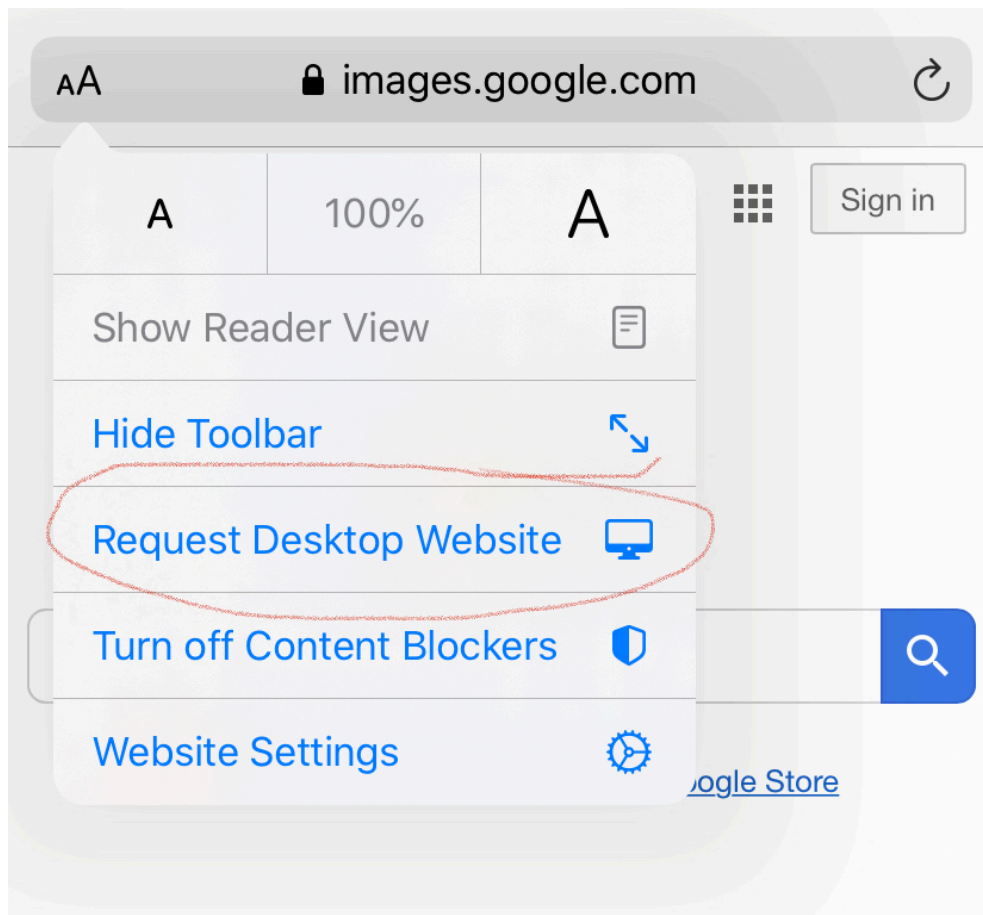 AA images.google.com
A 100% A
Sign in
Show Reader View
Hide Toolbar
Request Desktop Website
Turn off Content Blockers
Website Settings
oogle Store